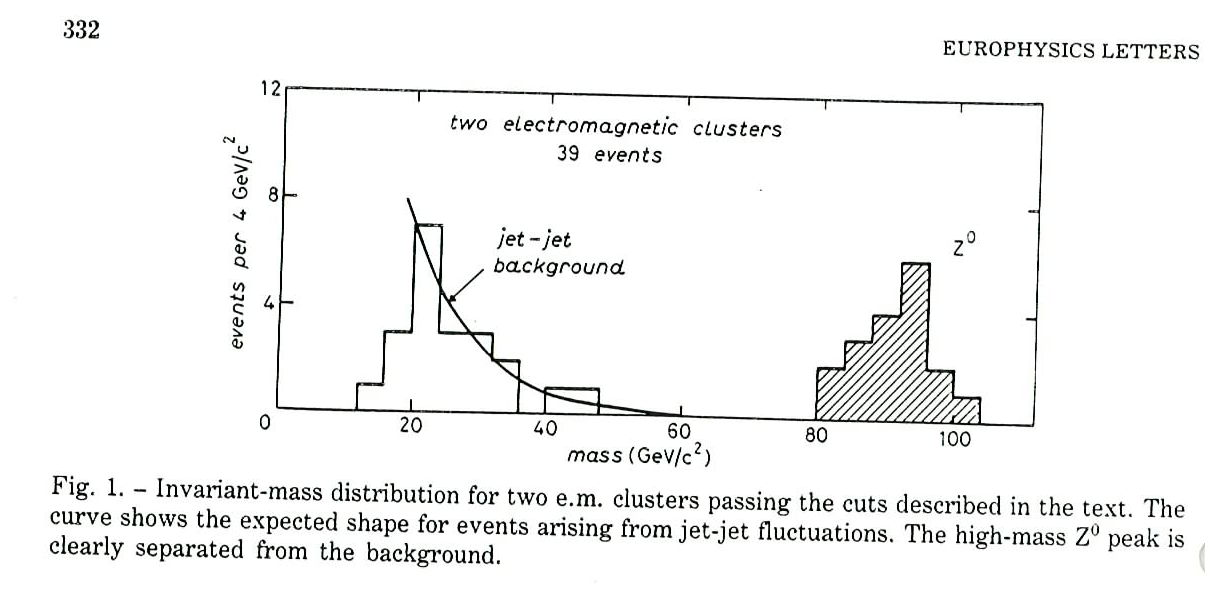 332
EUROPHYSICS LETTERS
12
two electromagnetic clusters
39 events
8
events per 4 GeV/c²
jet-jet
background
Z⁰
4
0
20
40
60
80
100
mass (GeV/c²)
Fig. 1. – Invariant-mass distribution for two e.m. clusters passing the cuts described in the text. The
curve shows the expected shape for events arising from jet-jet fluctuations. The high-mass Z⁰ peak is
clearly separated from the background.